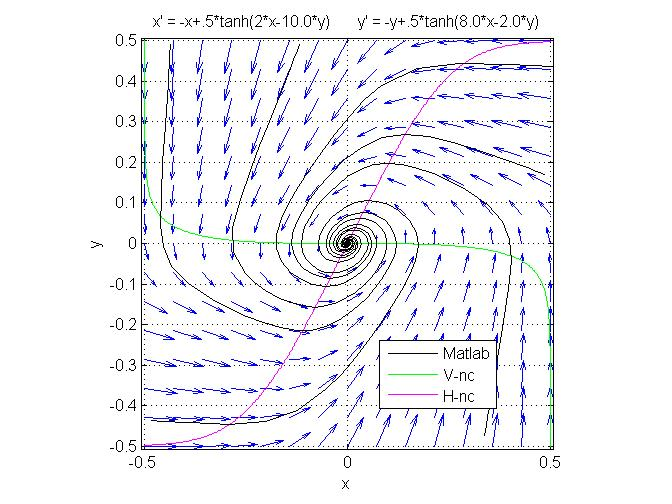 x' = -x+.5*tanh(2*x-10.0*y)   y' = -y+.5*tanh(8.0*x-2.0*y)
0.5
0.4
0.3
0.2
0.1
0
-0.1
-0.2
-0.3
-0.4
-0.5
y
Matlab
V-nc
H-nc
-0.5 0 0.5
x